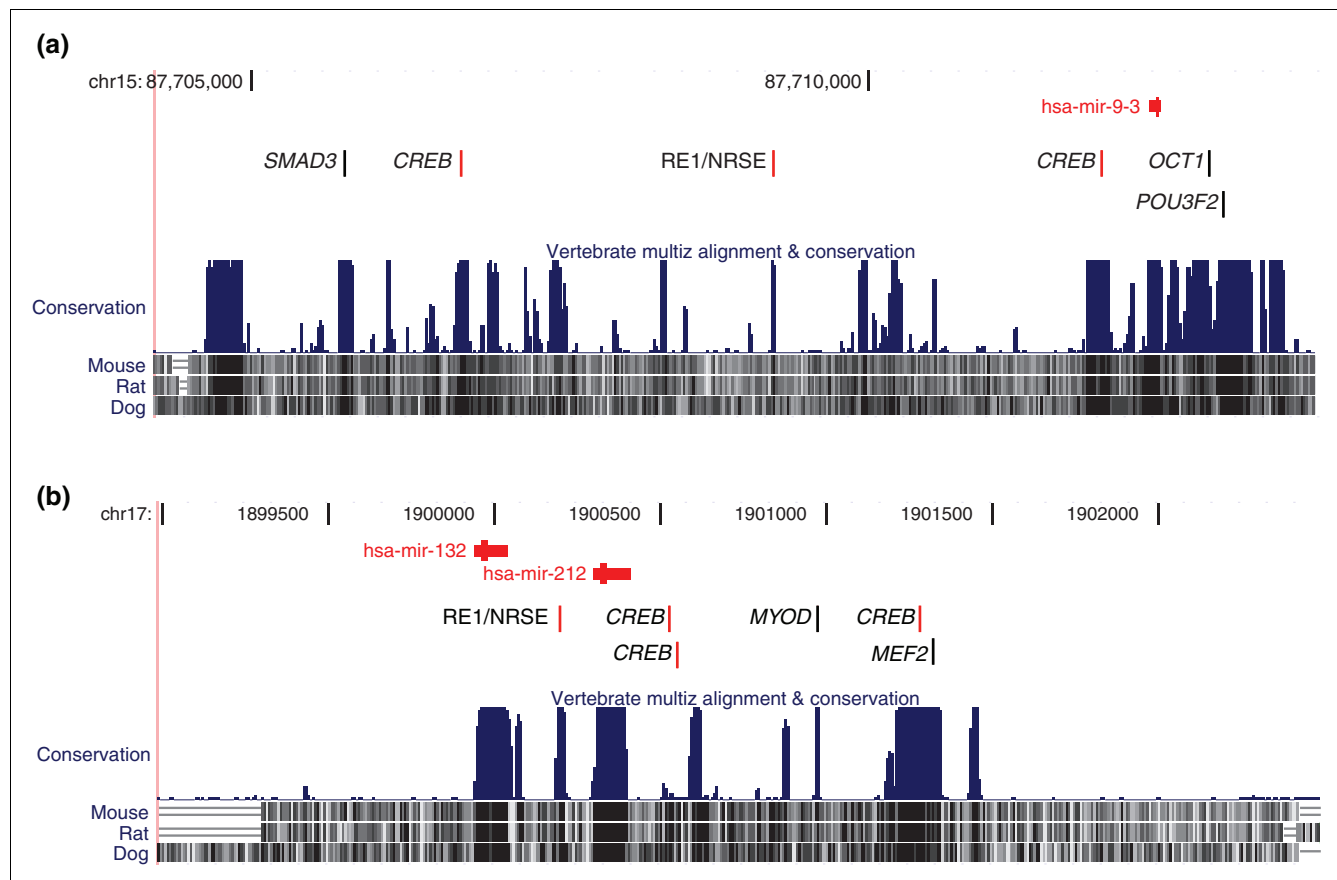 (a)
chr15: 87,705,000 87,710,000
hsa-mir-9-3
SMAD3 CREB RE1/NRSE CREB OCT1
POU3F2
Vertebrate multiz alignment & conservation
Conservation
Mouse
Rat
Dog
(b)
chr17: 1899500 1900000 1900500 1901000 1901500 1902000
hsa-mir-132
hsa-mir-212
RE1/NRSE CREB MYOD CREB
CREB MEF2
Vertebrate multiz alignment & conservation
Conservation
Mouse
Rat
Dog